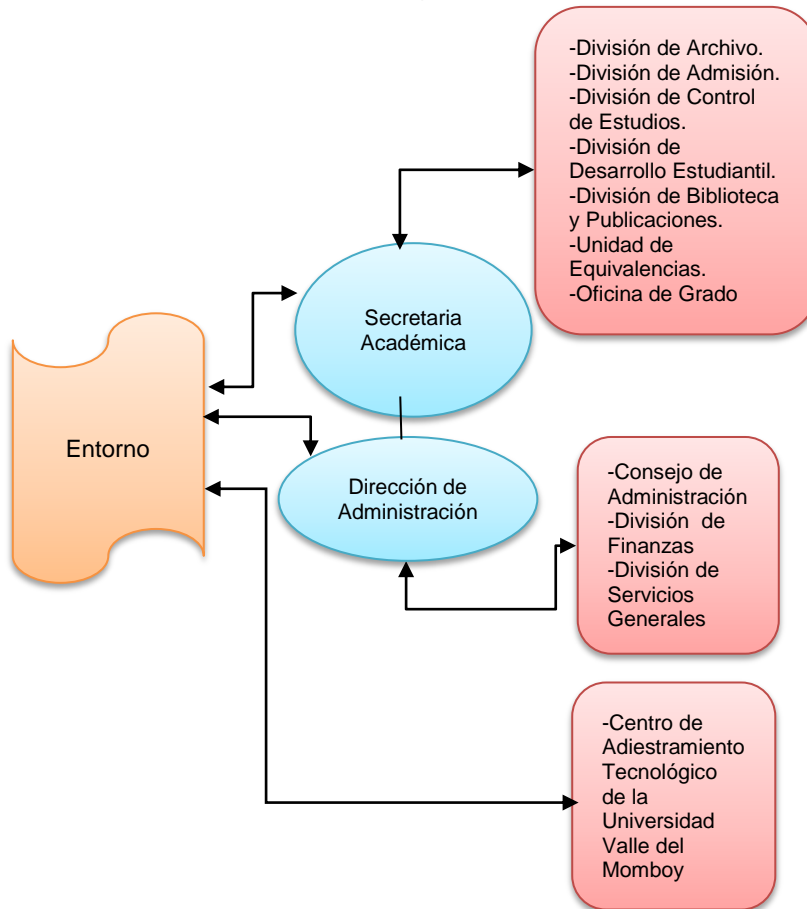 -División de Archivo.
-División de Admisión.
-División de Control
de Estudios.
-División de
Desarrollo Estudiantil.
-División de Biblioteca
y Publicaciones.
-Unidad de
Equivalencias.
-Oficina de Grado
Secretaria
Académica
Entorno
Dirección de
Administración
-Consejo de
Administración
-División de
Finanzas
-División de
Servicios
Generales
-Centro de
Adiestramiento
Tecnológico
de la
Universidad
Valle del
Momboy